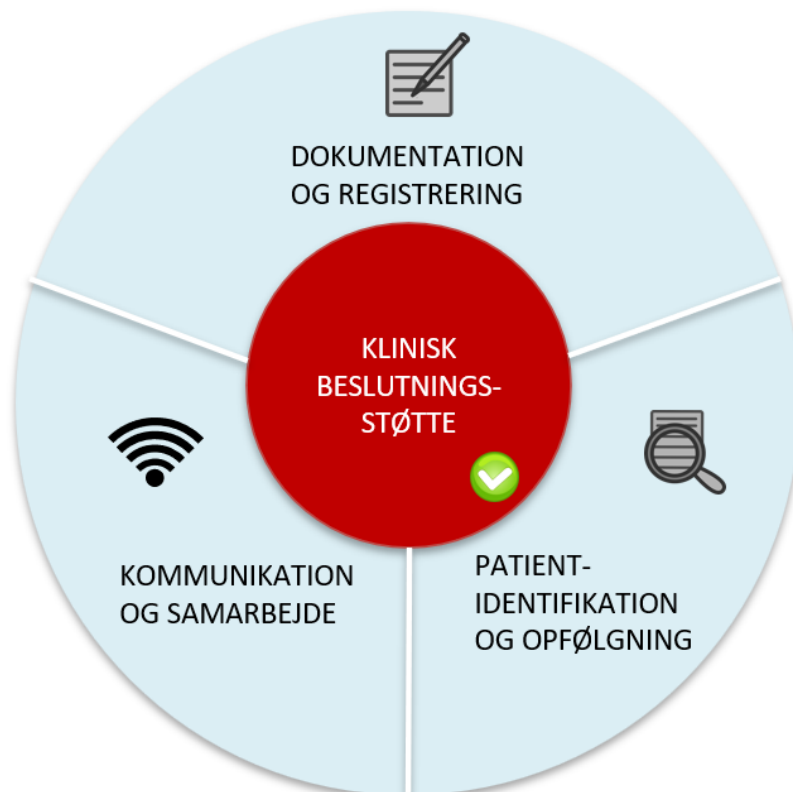 DOKUMENTATION
OG REGISTRERING
KLINISK
BESLUTNINGS-
STØTTE
KOMMUNIKATION
OG SAMARBEJDE
PATIENT-
IDENTIFIKATION
OG OPFØLGNING